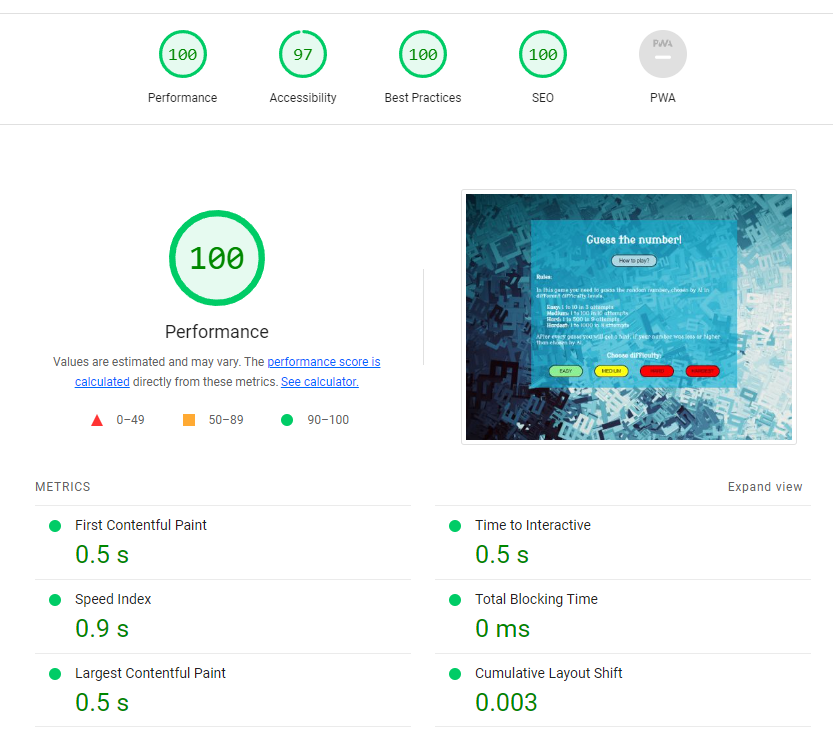 100
97
100
100
PWA
Performance
Accessibility
Best Practices
SEO
PWA
100
Performance
Values are estimated and may vary. The performance score is
calculated directly from these metrics. See calculator.
0–49
50–89
90–100
Guess the number!
How to play?
Rules:
In this game you need to guess the random number, chosen by AI in
different difficulty levels.
Easy: 1 to 10 in 3 attempts
Medium: 1 to 100 in 10 attempts
Hard: 1 to 500 in 9 attempts
Hardest: 1 to 1000 in 8 attempts
After every guess you will get a hint, if your number was less or higher
than chosen by AI.
Choose difficulty:
EASY
MEDIUM
HARD
METRICS
Expand view
First Contentful Paint
0.5 s
Time to Interactive
0.5 s
Speed Index
0.9 s
Total Blocking Time
0 ms
Largest Contentful Paint
0.5 s
Cumulative Layout Shift
0.003